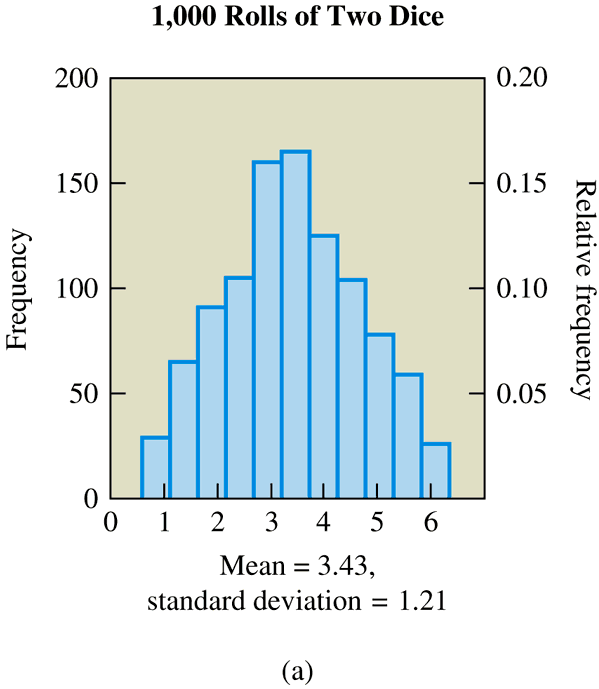 1,000 Rolls of Two Dice
200
150
100
50
0
Frequency
0.20
0.15
0.10
0.05
Relative frequency
0 1 2 3 4 5 6
Mean = 3.43,
standard deviation = 1.21
(a)